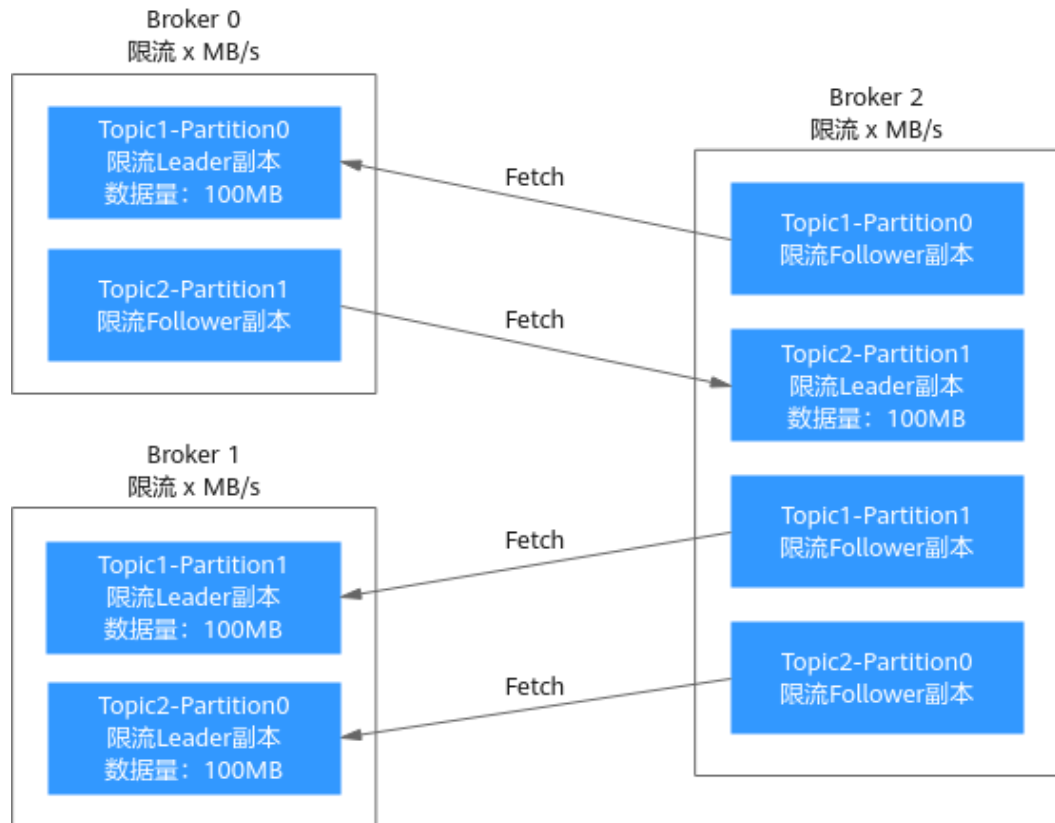 Broker 0
限流 x MB/s
Topic1-Partition0
限流Leader副本
数据量：100MB
Topic2-Partition1
限流Follower副本
Broker 1
限流 x MB/s
Topic1-Partition1
限流Leader副本
数据量：100MB
Topic2-Partition0
限流Leader副本
数据量：100MB
Fetch
Fetch
Fetch
Fetch
Broker 2
限流 x MB/s
Topic1-Partition0
限流Follower副本
Topic2-Partition1
限流Leader副本
数据量：100MB
Topic1-Partition1
限流Follower副本
Topic2-Partition0
限流Follower副本